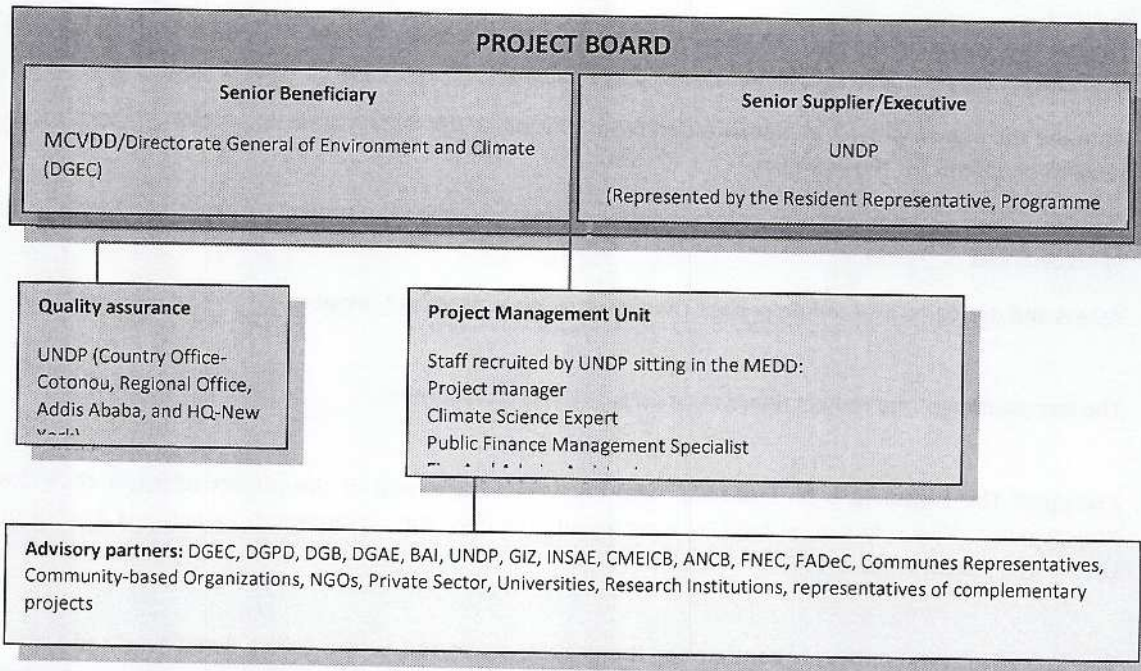 PROJECT BOARD
Senior Beneficiary
MCVDD/Directorate General of Environment and Climate
(DGEC)
Senior Supplier/Executive
UNDP
(Represented by the Resident Representative, Programme
Quality assurance
UNDP (Country Office-
Cotonou, Regional Office,
Addis Ababa, and HQ-New
Project Management Unit
Staff recruited by UNDP sitting in the MEDD:
Project manager
Climate Science Expert
Public Finance Management Specialist
Advisory partners: DGEC, DGPD, DGB, DGAE, BAI, UNDP, GIZ, INSAE, CMEICB, ANCB, FNEC, FADeC, Communes Representatives,
Community-based Organizations, NGOs, Private Sector, Universities, Research Institutions, representatives of complementary
projects